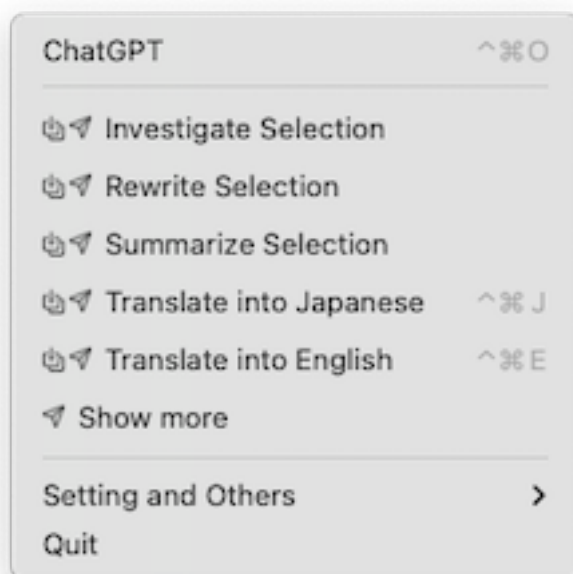 ChatGPT ^⌘O
Investigate Selection
Rewrite Selection
Summarize Selection
Translate into Japanese ^⌘J
Translate into English ^⌘E
Show more
Setting and Others
Quit